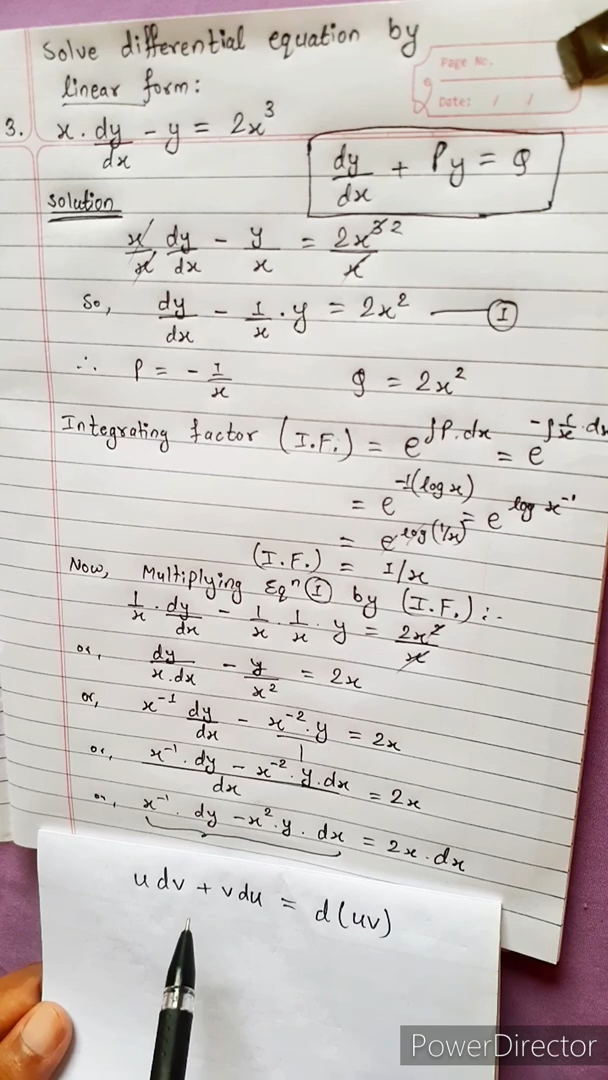 Solve differential equation by
linear form:
Page No.
Date: / /
3. x . dy/dx - y = 2x³
dy/dx + Py = Q
Solution
x/x dy/dx - y/x = 2x³ ²/x
So, dy/dx - 1/x . y = 2x² —— I
∴ P = - 1/x Q = 2x²
Integrating factor (I.F.) = e^∫P.dx = e^-∫1/x.dx
= e^-1(log x) = e^log x⁻¹
= e^log(1/x)
(I.F.) = 1/x
Now, Multiplying Eqⁿ I by (I.F.) :-
1/x . dy/dx - 1/x . 1/x . y = 2x²/x
or, dy/x.dx - y/x² = 2x
or, x⁻¹ dy/dx - x⁻² . y = 2x
or, x⁻¹ . dy - x⁻² . y . dx/dx = 2x
or, x⁻¹ . dy - x² . y . dx = 2x . dx
u dv + v du = d(uv)
PowerDirector